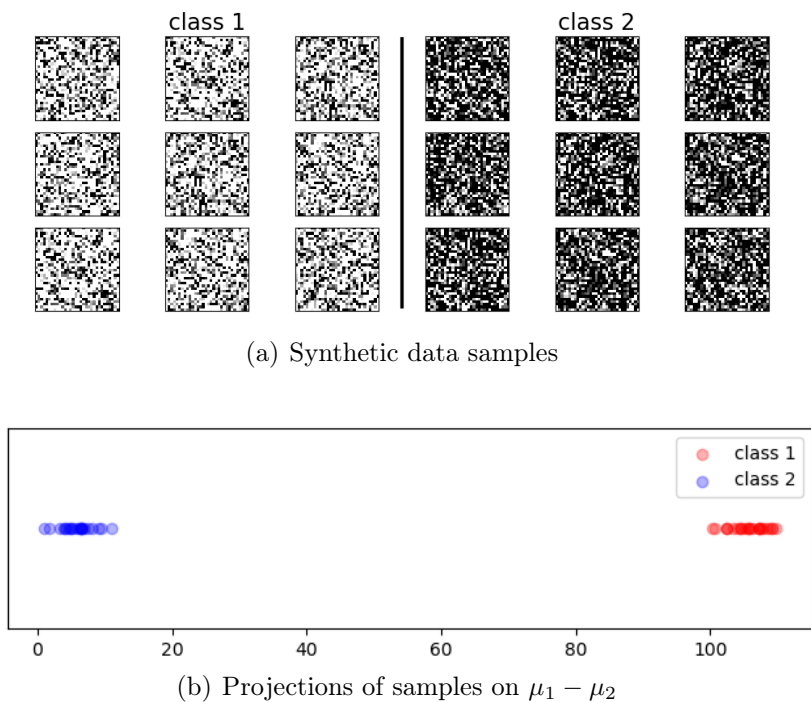 class 1
class 2
(a) Synthetic data samples
class 1
class 2
0 20 40 60 80 100
(b) Projections of samples on μ₁ − μ₂